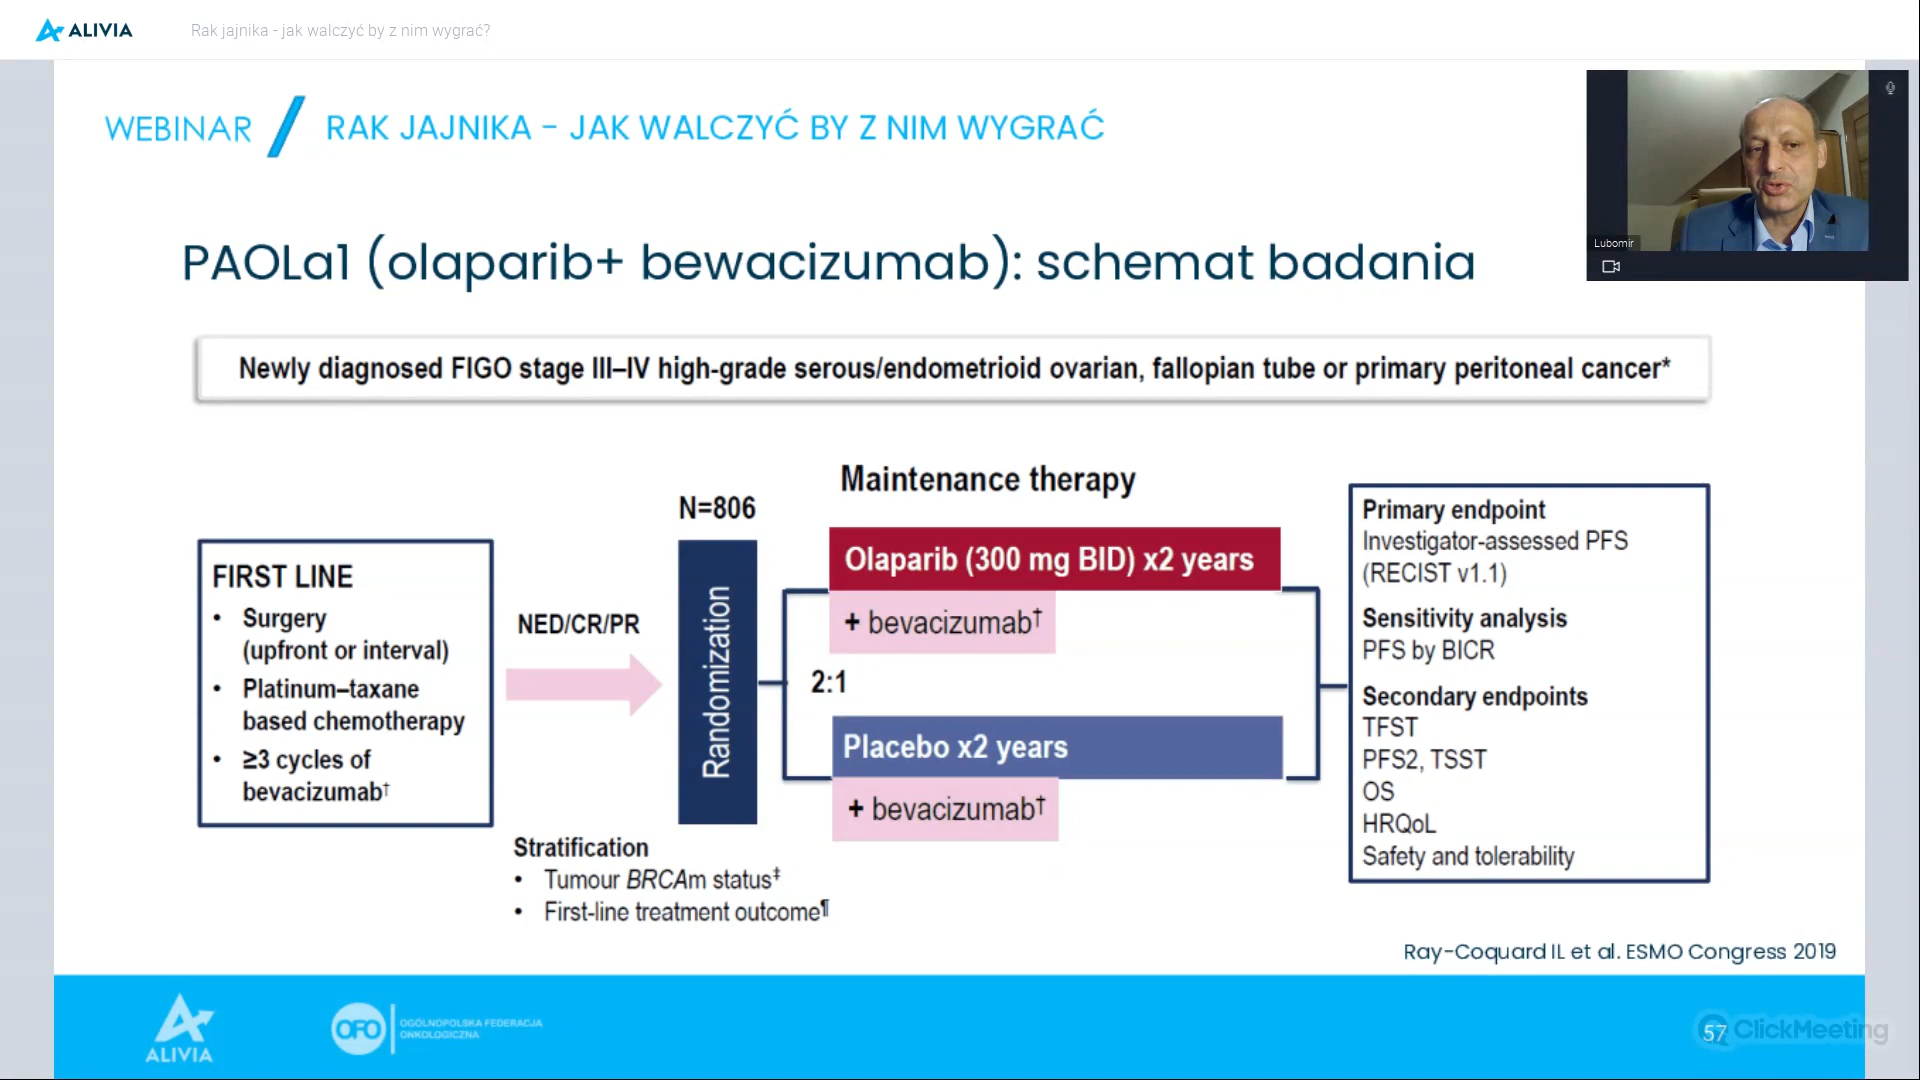 ALIVIA
Rak jajnika - jak walczyć by z nim wygrać?
WEBINAR / RAK JAJNIKA - JAK WALCZYĆ BY Z NIM WYGRAĆ
Lubomir
PAOLa1 (olaparib+ bewacizumab): schemat badania
Newly diagnosed FIGO stage III–IV high-grade serous/endometrioid ovarian, fallopian tube or primary peritoneal cancer*
FIRST LINE
• Surgery
(upfront or interval)
• Platinum–taxane
based chemotherapy
• ≥3 cycles of
bevacizumab†
NED/CR/PR
N=806
Randomization
Stratification
• Tumour BRCAm status‡
• First-line treatment outcome¶
Maintenance therapy
Olaparib (300 mg BID) x2 years
+ bevacizumab†
2:1
Placebo x2 years
+ bevacizumab†
Primary endpoint
Investigator-assessed PFS
(RECIST v1.1)
Sensitivity analysis
PFS by BICR
Secondary endpoints
TFST
PFS2, TSST
OS
HRQoL
Safety and tolerability
Ray-Coquard IL et al. ESMO Congress 2019
ALIVIA
OFO
OGÓLNOPOLSKA FEDERACJA
ONKOLOGICZNA
57
ClickMeeting